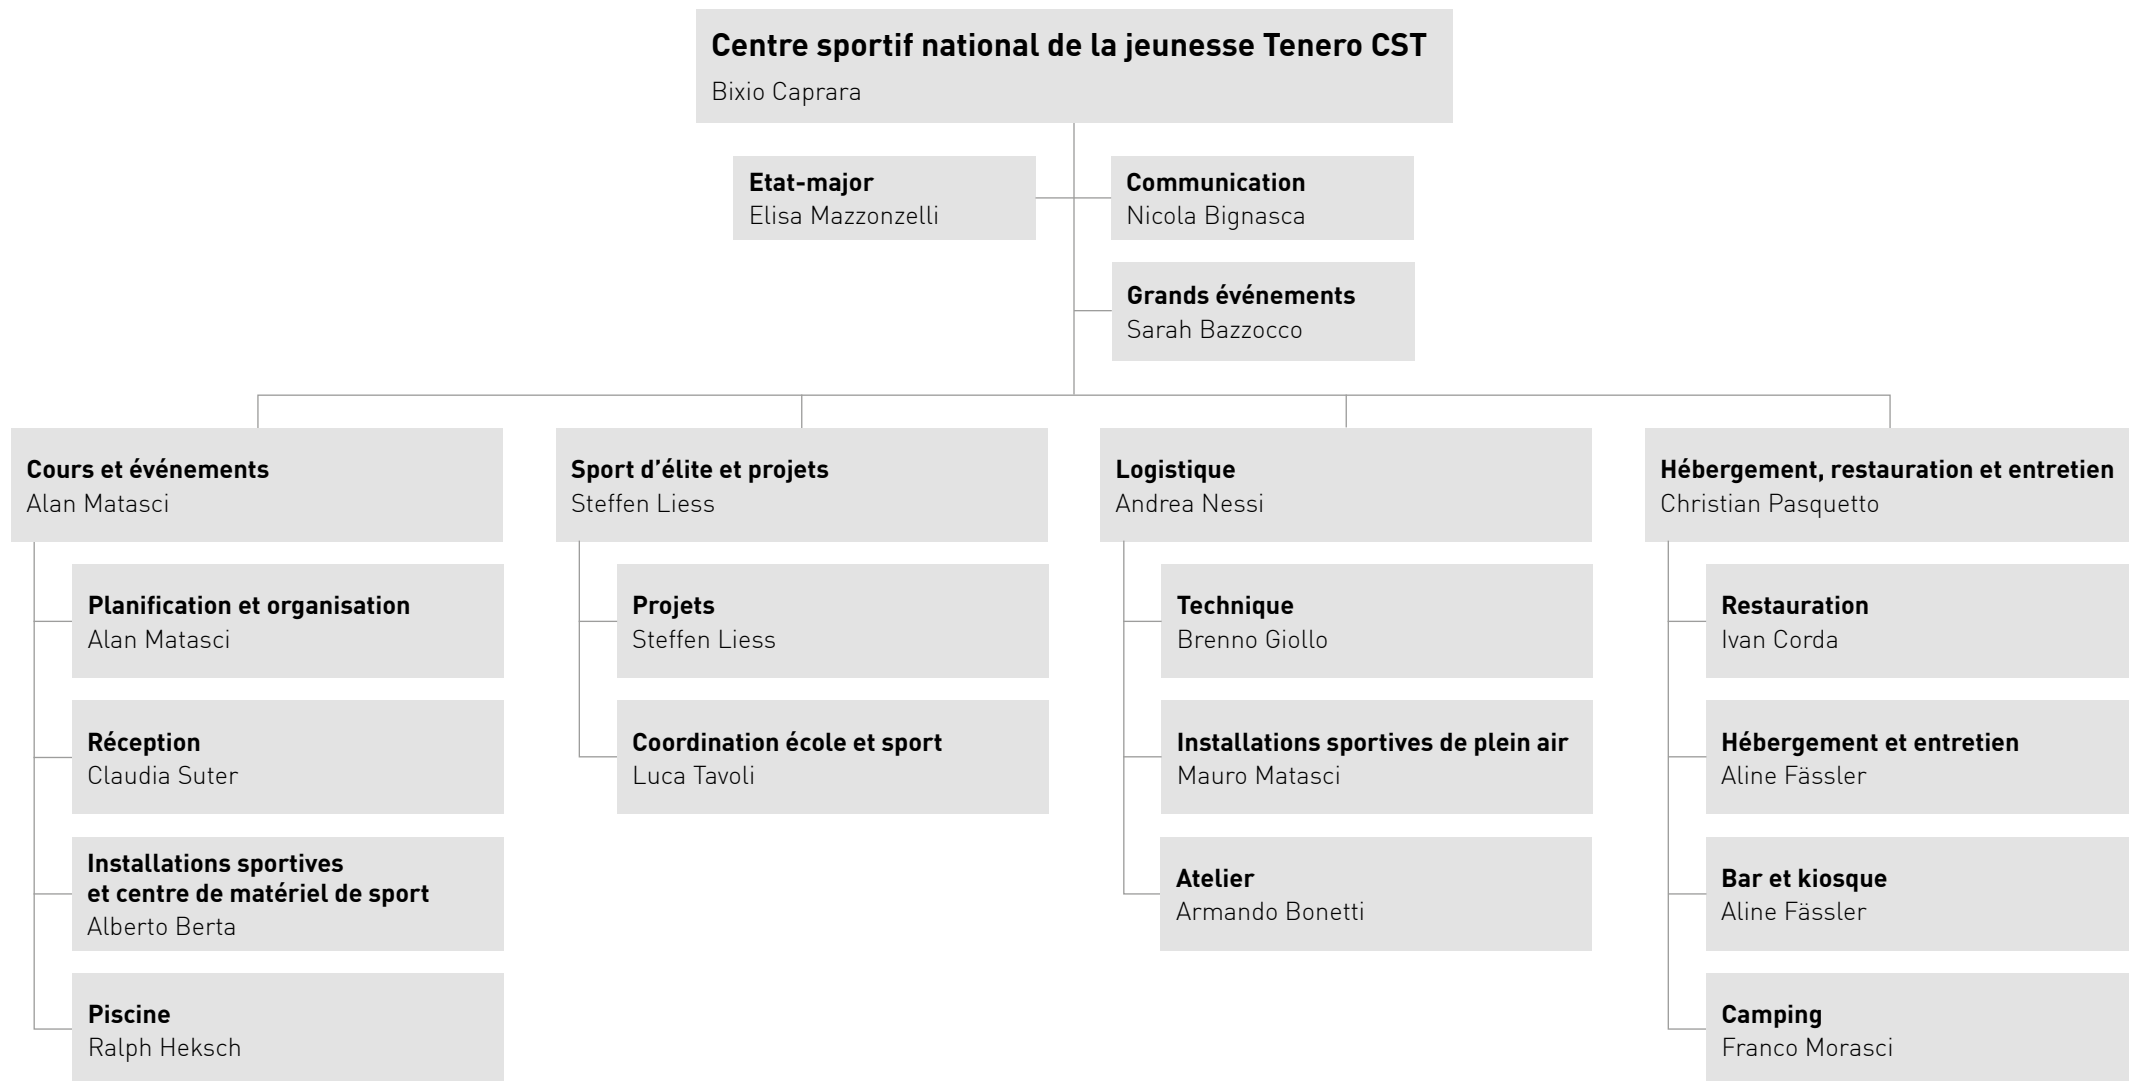 Centre sportif national de la jeunesse Tenero CST
Bixio Caprara
Etat-major
Elisa Mazzonzelli
Communication
Nicola Bignasca
Grands événements
Sarah Bazzocco
Cours et événements
Alan Matasci
Planification et organisation
Alan Matasci
Réception
Claudia Suter
Installations sportives
et centre de matériel de sport
Alberto Berta
Piscine
Ralph Heksch
Sport d’élite et projets
Steffen Liess
Projets
Steffen Liess
Coordination école et sport
Luca Tavoli
Logistique
Andrea Nessi
Technique
Brenno Giollo
Installations sportives de plein air
Mauro Matasci
Atelier
Armando Bonetti
Hébergement, restauration et entretien
Christian Pasquetto
Restauration
Ivan Corda
Hébergement et entretien
Aline Fässler
Bar et kiosque
Aline Fässler
Camping
Franco Morasci